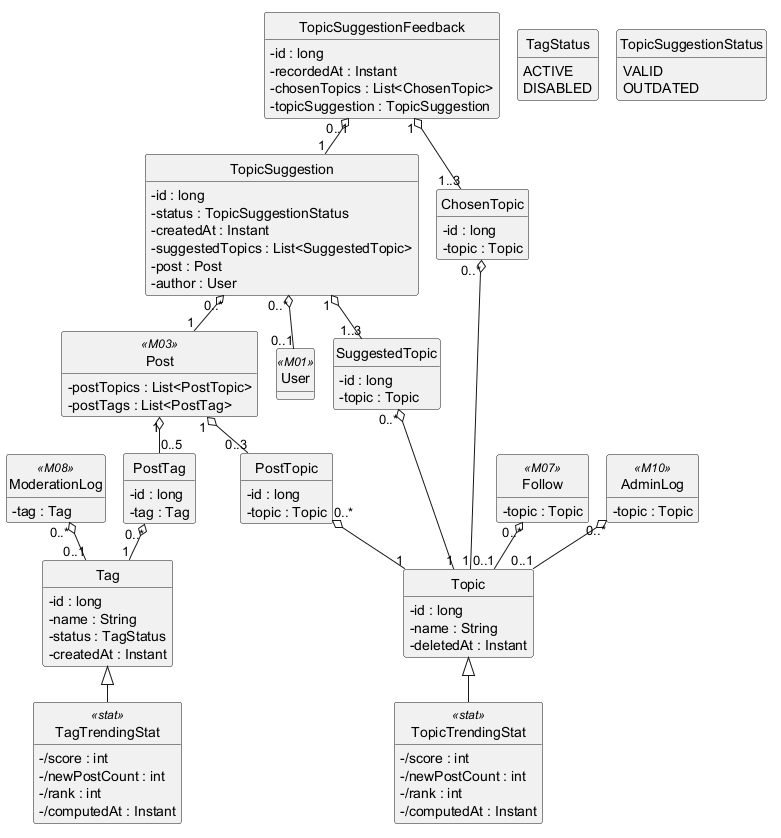 TopicSuggestionFeedback
-id : long
-recordedAt : Instant
-chosenTopics : List<ChosenTopic>
-topicSuggestion : TopicSuggestion
TagStatus
ACTIVE
DISABLED
TopicSuggestionStatus
VALID
OUTDATED
0..1
1
1
1..3
TopicSuggestion
-id : long
-status : TopicSuggestionStatus
-createdAt : Instant
-suggestedTopics : List<SuggestedTopic>
-post : Post
-author : User
ChosenTopic
-id : long
-topic : Topic
0..*
0..*
1
0..*
0..1
1
1..3
«M03»
Post
-postTopics : List<PostTopic>
-postTags : List<PostTag>
«M01»
User
SuggestedTopic
-id : long
-topic : Topic
1
0..5
1
0..3
0..*
«M08»
ModerationLog
-tag : Tag
PostTag
-id : long
-tag : Tag
PostTopic
-id : long
-topic : Topic
«M07»
Follow
-topic : Topic
«M10»
AdminLog
-topic : Topic
0..*
0..1
0..*
1
0..*
1
1
1
0..*
0..1
0..*
0..1
Tag
-id : long
-name : String
-status : TagStatus
-createdAt : Instant
Topic
-id : long
-name : String
-deletedAt : Instant
«stat»
TagTrendingStat
-/score : int
-/newPostCount : int
-/rank : int
-/computedAt : Instant
«stat»
TopicTrendingStat
-/score : int
-/newPostCount : int
-/rank : int
-/computedAt : Instant